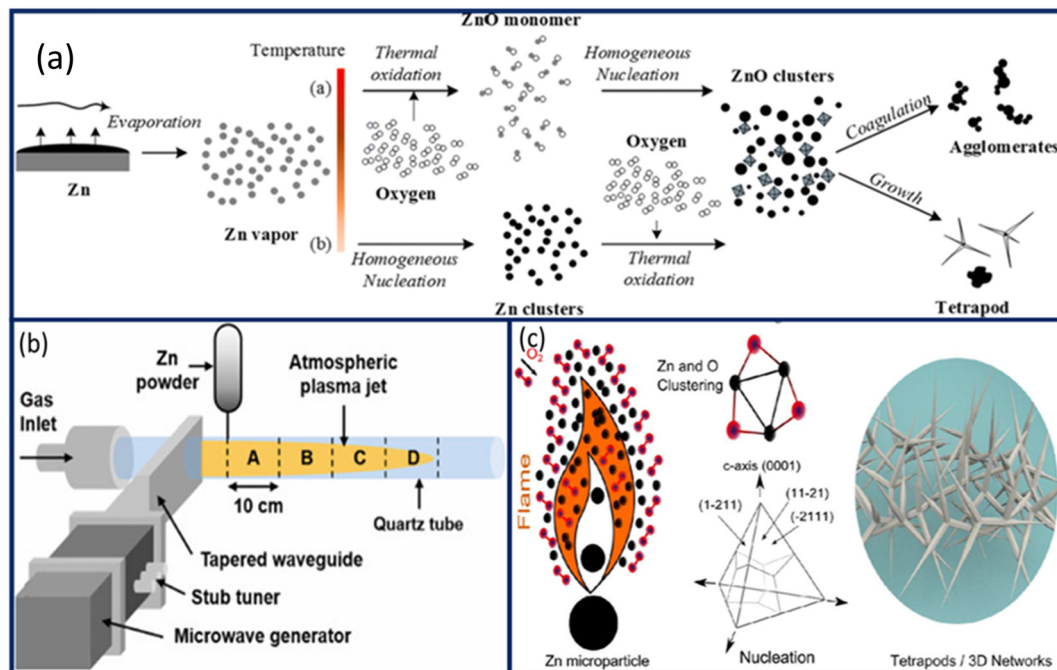 (a)
Temperature
(a)
(b)
Evaporation
Zn
Zn vapor
Thermal
oxidation
Oxygen
ZnO monomer
Homogeneous
Nucleation
Zn clusters
Homogeneous
Nucleation
Oxygen
Thermal
oxidation
ZnO clusters
Coagulation
Agglomerates
Growth
Tetrapod
(b)
Zn
powder
Atmospheric
plasma jet
Gas
Inlet
A B C D
10 cm
Quartz tube
Tapered waveguide
Stub tuner
Microwave generator
(c)
O2
Flame
Zn microparticle
Zn and O
Clustering
c-axis (0001)
(1-211)
(11-21)
(-2111)
Nucleation
Tetrapods / 3D Networks